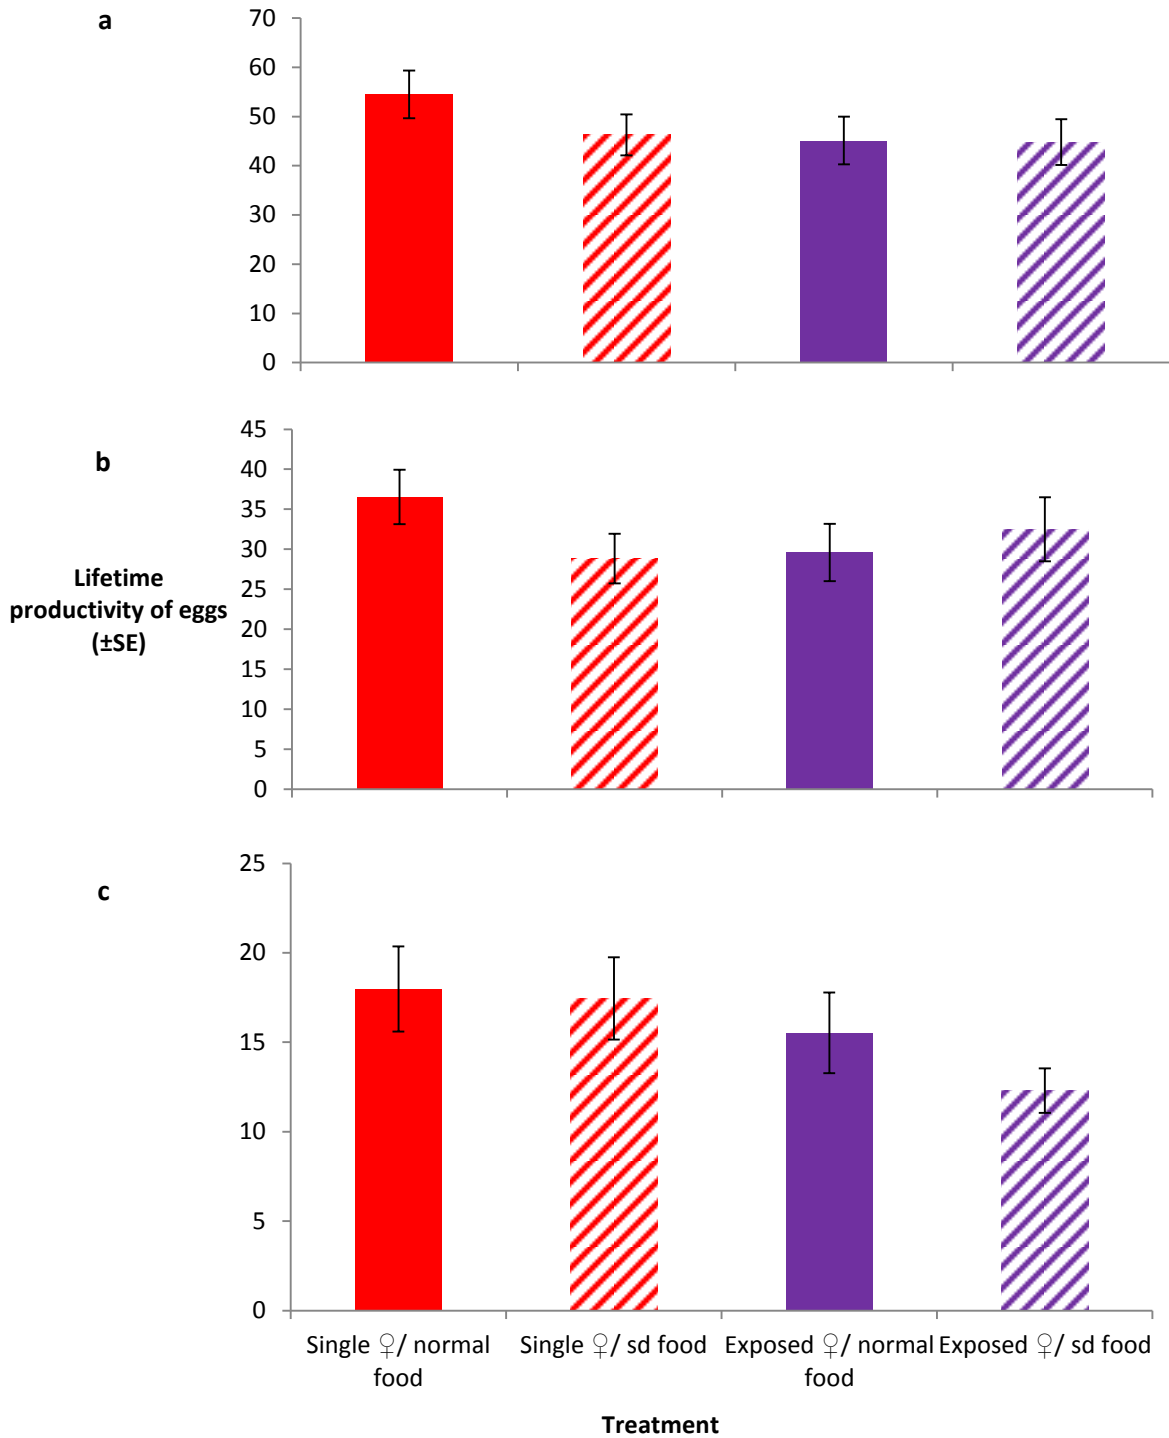 a
70
60
50
40
30
20
10
0
b
45
40
35
30
25
20
15
10
5
0
Lifetime
productivity of eggs
(±SE)
c
25
20
15
10
5
0
Single ♀/ normal food
Single ♀/ sd food
Exposed ♀/ normal food
Exposed ♀/ sd food
Treatment